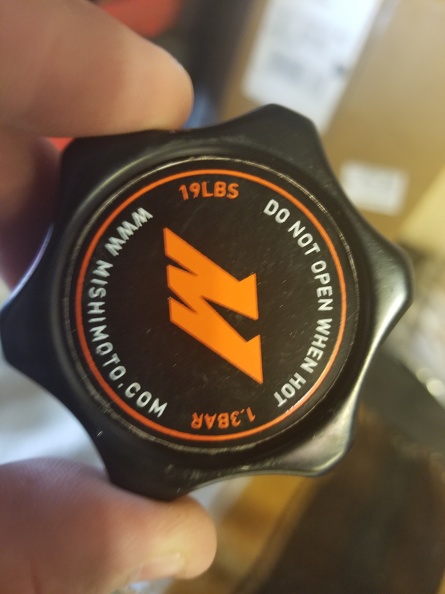 19LBS
DO NOT OPEN WHEN HOT
1.3BAR
WWW MISHIMOTO.COM